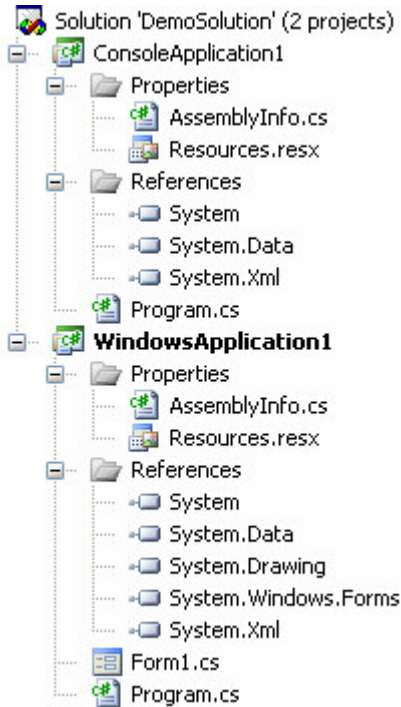 Solution 'DemoSolution' (2 projects)
ConsoleApplication1
Properties
AssemblyInfo.cs
Resources.resx
References
System
System.Data
System.Xml
Program.cs
WindowsApplication1
Properties
AssemblyInfo.cs
Resources.resx
References
System
System.Data
System.Drawing
System.Windows.Forms
System.Xml
Form1.cs
Program.cs